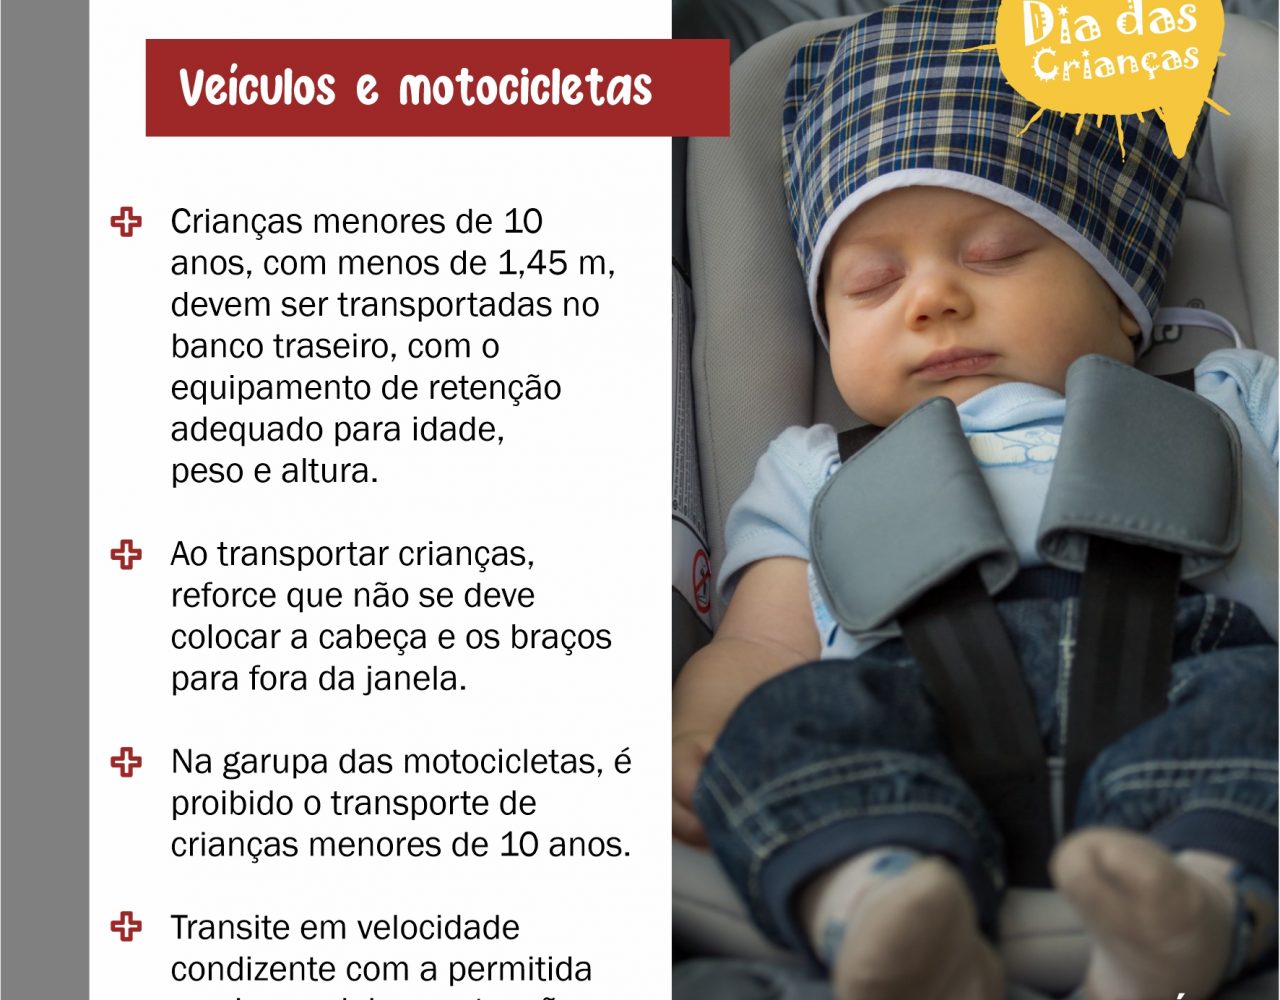 Dia das
Crianças
Veículos e motocicletas
Crianças menores de 10
anos, com menos de 1,45 m,
devem ser transportadas no
banco traseiro, com o
equipamento de retenção
adequado para idade,
peso e altura.
Ao transportar crianças,
reforce que não se deve
colocar a cabeça e os braços
para fora da janela.
Na garupa das motocicletas, é
proibido o transporte de
crianças menores de 10 anos.
Transite em velocidade
condizente com a permitida